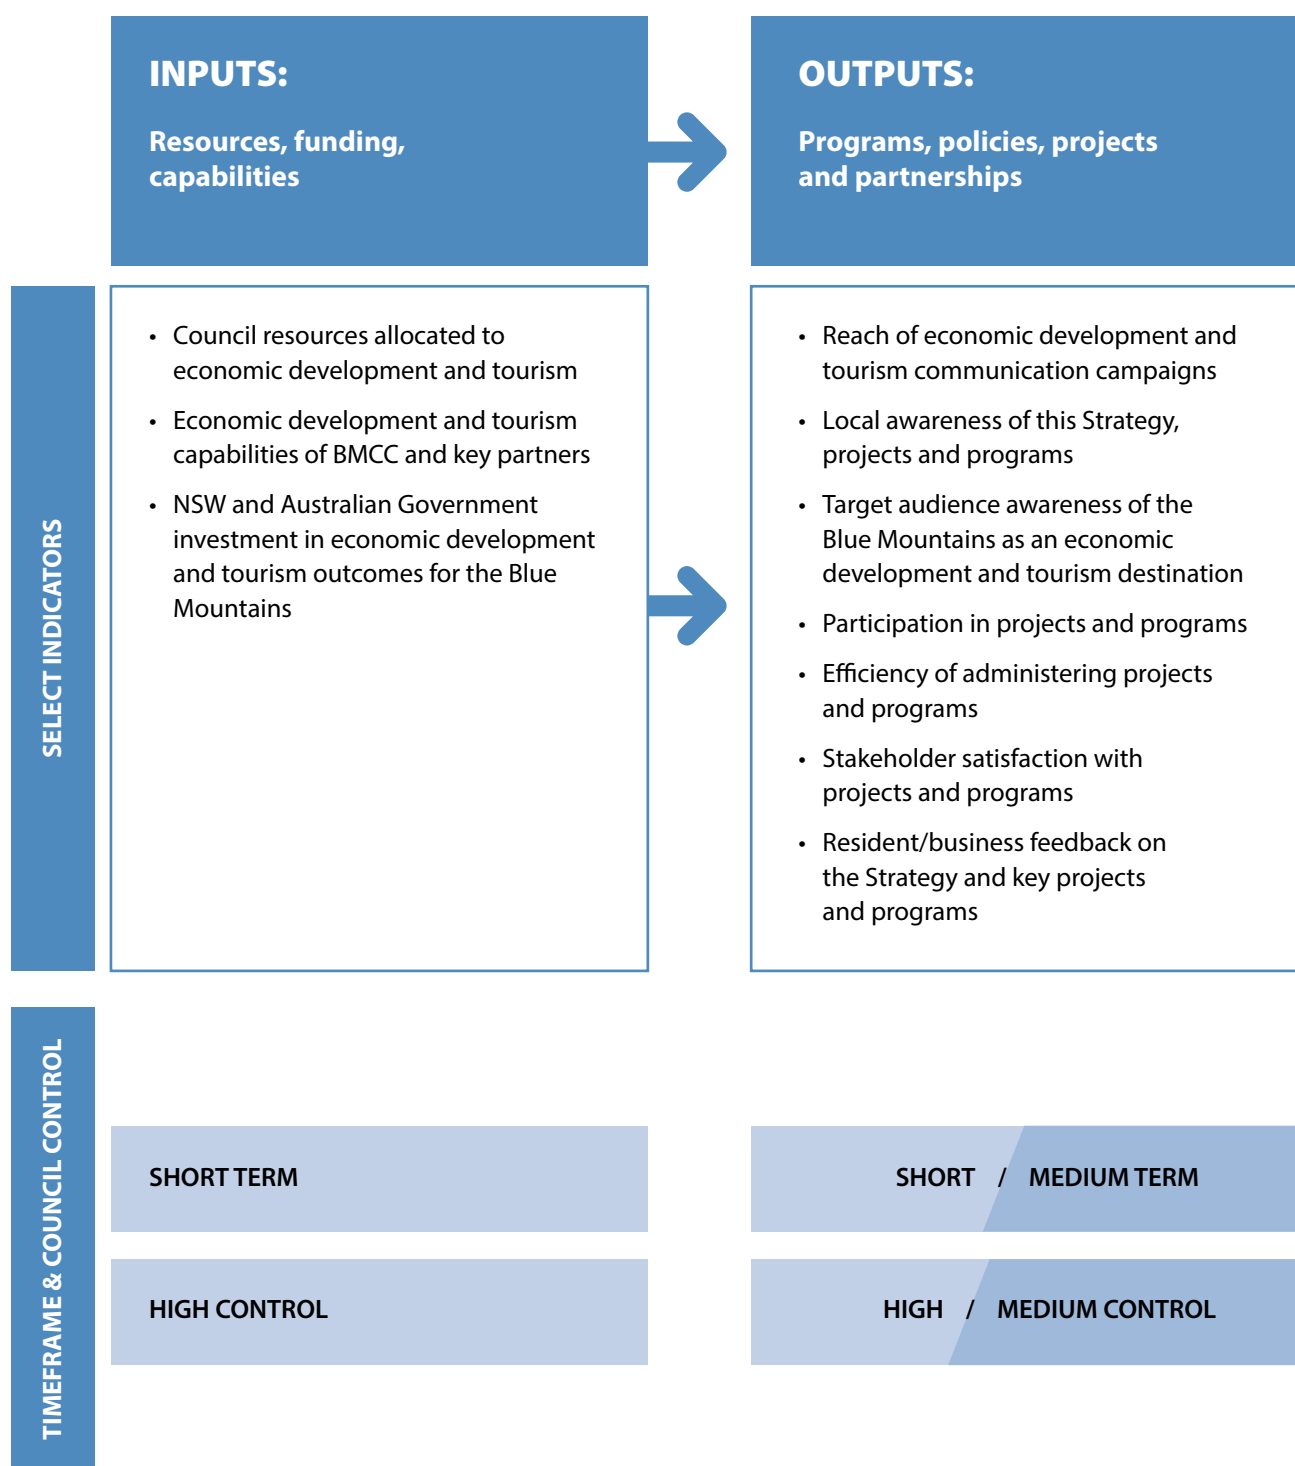 INPUTS:
Resources, funding,
capabilities
OUTPUTS:
Programs, policies, projects
and partnerships
SELECT INDICATORS
• Council resources allocated to
economic development and tourism
• Economic development and tourism
capabilities of BMCC and key partners
• NSW and Australian Government
investment in economic development
and tourism outcomes for the Blue
Mountains
• Reach of economic development and
tourism communication campaigns
• Local awareness of this Strategy,
projects and programs
• Target audience awareness of the
Blue Mountains as an economic
development and tourism destination
• Participation in projects and programs
• Efficiency of administering projects
and programs
• Stakeholder satisfaction with
projects and programs
• Resident/business feedback on
the Strategy and key projects
and programs
TIMEFRAME & COUNCIL CONTROL
SHORT TERM
SHORT / MEDIUM TERM
HIGH CONTROL
HIGH / MEDIUM CONTROL